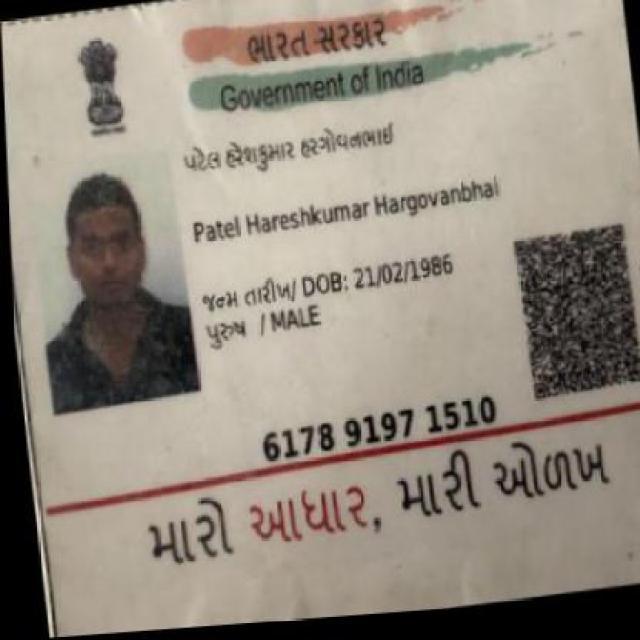 ભારત સરકાર
Government of India
પટેલ હરેશકુમાર હરગોવનભાઈ
Patel Hareshkumar Hargovanbhai
જન્મ તારીખ/ DOB: 21/02/1986
પુરુષ / MALE
6178 9197 1510
મારો આધાર, મારી ઓળખ